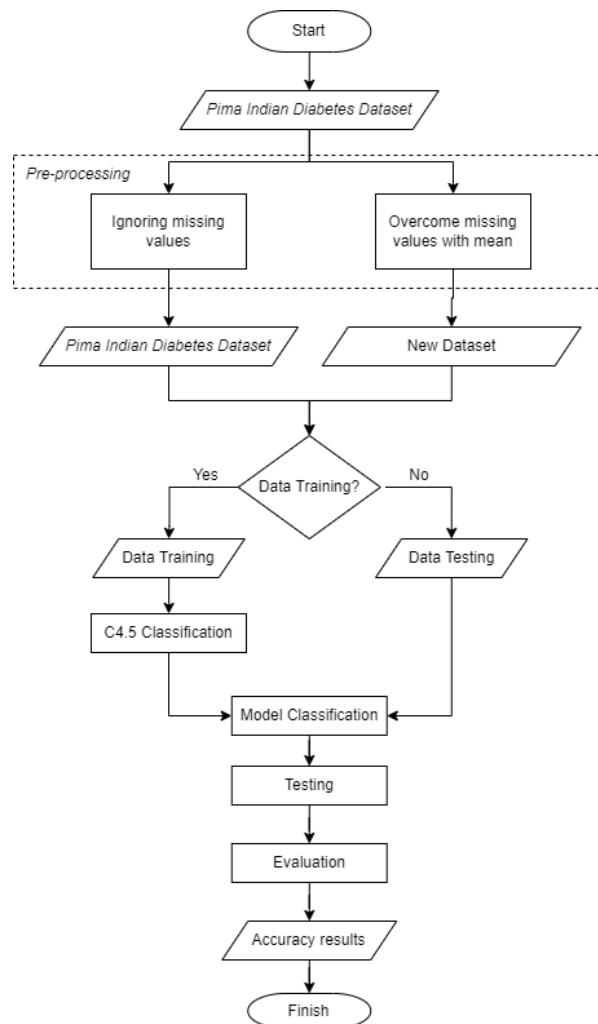 Start
Pima Indian Diabetes Dataset
Pre-processing
Ignoring missing
values
Overcome missing
values with mean
Pima Indian Diabetes Dataset
New Dataset
Data Training?
Yes
No
Data Training
Data Testing
C4.5 Classification
Model Classification
Testing
Evaluation
Accuracy results
Finish